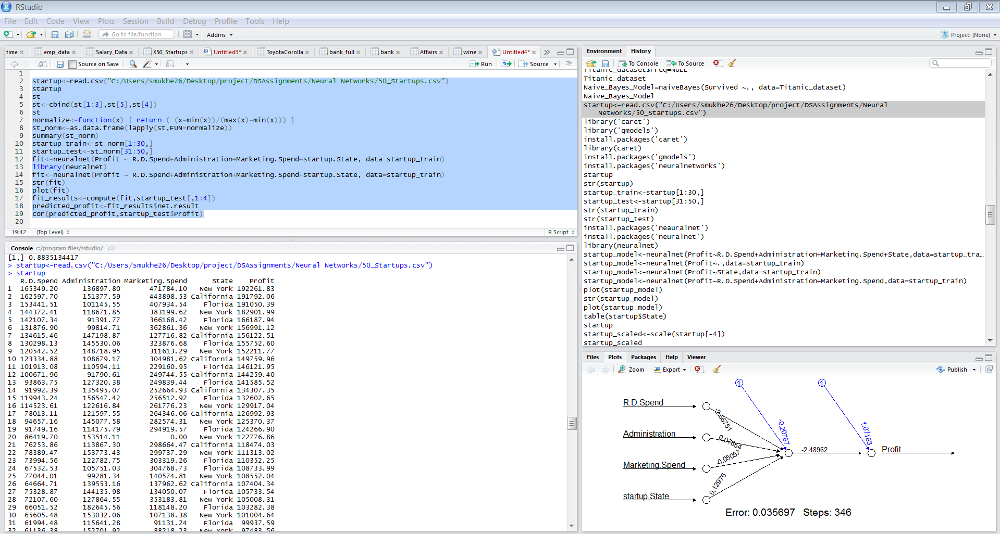 RStudio
File Edit Code View Plots Session Build Debug Profile Tools Help
Go to file/function Addins Project: (None)
_time emp_data Salary_Data X50_Startups Untitled3* ToyotaCorolla bank_full bank Affairs wine Untitled4*
Source on Save Run Source
1
2 startup<-read.csv("C:/Users/smukhe26/Desktop/project/DSAssignments/Neural Networks/50_Startups.csv")
3 startup
4 st
5 st<-cbind(st[1:3],st[5],st[4])
6 st
7 normalize<-function(x) { return ( (x-min(x))/(max(x)-min(x))) }
8 st_norm<-as.data.frame(lapply(st,FUN=normalize))
9 summary(st_norm)
10 startup_train<-st_norm[1:30,]
11 startup_test<-st_norm[31:50,]
12 fit<-neuralnet(Profit ~ R.D.Spend+Administration+Marketing.Spend+startup.State, data=startup_train)
13 library(neuralnet)
14 fit<-neuralnet(Profit ~ R.D.Spend+Administration+Marketing.Spend+startup.State, data=startup_train)
15 str(fit)
16 plot(fit)
17 fit_results<-compute(fit,startup_test[,1:4])
18 predicted_profit<-fit_results$net.result
19 cor(predicted_profit,startup_test$Profit)
20
19:42 (Top Level) R Script
Console c:/program files/rstudio/
[1,] 0.8835134417
> startup<-read.csv("C:/Users/smukhe26/Desktop/project/DSAssignments/Neural Networks/50_Startups.csv")
> startup
R.D.Spend Administration Marketing.Spend State Profit
1 165349.20 136897.80 471784.10 New York 192261.83
2 162597.70 151377.59 443898.53 California 191792.06
3 153441.51 101145.55 407934.54 Florida 191050.39
4 144372.41 118671.85 383199.62 New York 182901.99
5 142107.34 91391.77 366168.42 Florida 166187.94
6 131876.90 99814.71 362861.36 New York 156991.12
7 134615.46 147198.87 127716.82 California 156122.51
8 130298.13 145530.06 323876.68 Florida 155752.60
9 120542.52 148718.95 311613.29 New York 152211.77
10 123334.88 108679.17 304981.62 California 149759.96
11 101913.08 110594.11 229160.95 Florida 146121.95
12 100671.96 91790.61 249744.55 California 144259.40
13 93863.75 127320.38 249839.44 Florida 141585.52
14 91992.39 135495.07 252664.93 California 134307.35
15 119943.24 156547.42 256512.92 Florida 132602.65
16 114523.61 122616.84 261776.23 New York 129917.04
17 78013.11 121597.55 264346.06 California 126992.93
18 94657.16 145077.58 282574.31 New York 125370.37
19 91749.16 114175.79 294919.57 Florida 124266.90
20 86419.70 153514.11 0.00 New York 122776.86
21 76253.86 113867.30 298664.47 California 118474.03
22 78389.47 153773.43 299737.29 New York 111313.02
23 73994.56 122782.75 303319.26 Florida 110352.25
24 67532.53 105751.03 304768.73 Florida 108733.99
25 77044.01 99281.34 140574.81 New York 108552.04
26 64664.71 139553.16 137962.62 California 107404.34
27 75328.87 144135.98 134050.07 Florida 105733.54
28 72107.60 127864.55 353183.81 New York 105008.31
29 66051.52 182645.56 118148.20 Florida 103282.38
30 65605.48 153032.06 107138.38 New York 101004.64
31 61994.48 115641.28 91131.24 Florida 99937.59
32 61136.38 152701.92 88218.23 New York 97483.56
Environment History
To Console To Source
Titanic_dataset$Freq=NULL
Titanic_dataset
Naive_Bayes_Model=naiveBayes(Survived ~., data=Titanic_dataset)
Naive_Bayes_Model
startup<-read.csv("C:/Users/smukhe26/Desktop/project/DSAssignments/Neural
Networks/50_Startups.csv")
library('caret')
library('gmodels')
install.packages('caret')
library(caret)
install.packages('gmodels')
install.packages('neuralnetworks')
startup
str(startup)
startup_train<-startup[1:30,]
startup_test<-startup[31:50,]
str(startup_train)
str(startup_test)
install.packages('neauralnet')
install.packages('neuralnet')
library(neuralnet)
startup_model<-neuralnet(Profit~R.D.Spend+Administration+Marketing.Spend+State,data=startup_tra...
startup_model<-neuralnet(Profit~.,data=startup_train)
startup_model<-neuralnet(Profit~State,data=startup_train)
startup_model<-neuralnet(Profit~R.D.Spend+Administration+Marketing.Spend,data=startup_train)
plot(startup_model)
str(startup_model)
plot(startup_model)
table(startup$State)
startup
startup_scaled<-scale(startup[-4])
startup_scaled
Files Plots Packages Help Viewer
Zoom Export Publish
1 1
R.D.Spend
-2.66751
Administration
0.07854
Marketing.Spend
-0.05057
startup.State
0.12976
-0.20787
-2.48962
1.07183
Profit
Error: 0.035697 Steps: 346